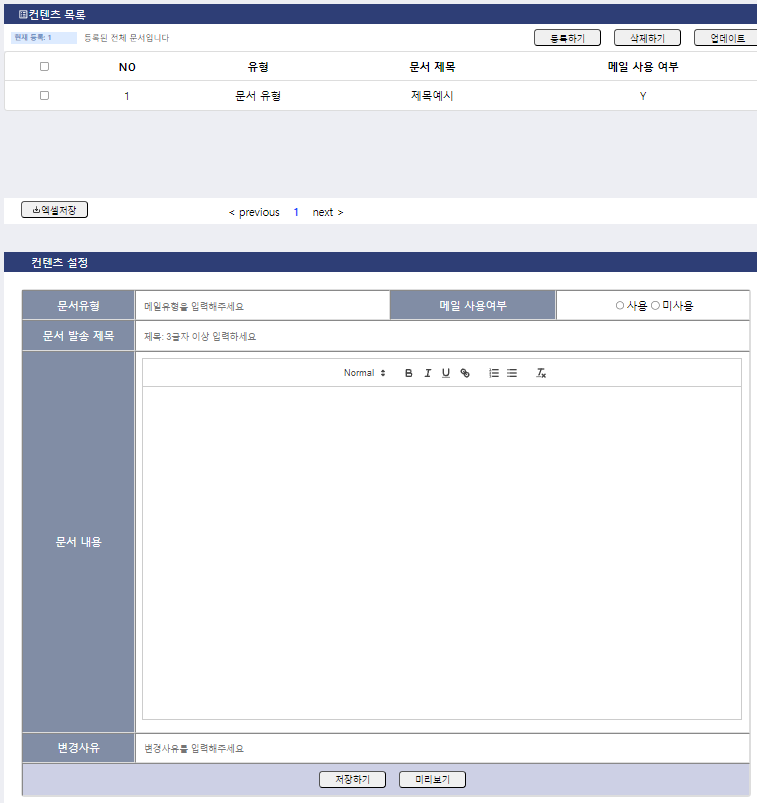 컨텐츠 목록
현재 등록: 1 등록된 전체 문서입니다 등록하기 삭제하기 업데이트
NO 유형 문서 제목 메일 사용 여부
1 문서 유형 제목예시 Y
엑셀저장 < previous 1 next >
컨텐츠 설정
문서유형 메일유형을 입력해주세요 메일 사용여부 사용 미사용
문서 발송 제목 제목: 3글자 이상 입력하세요
Normal B I U
문서 내용
변경사유 변경사유를 입력해주세요
저장하기 미리보기